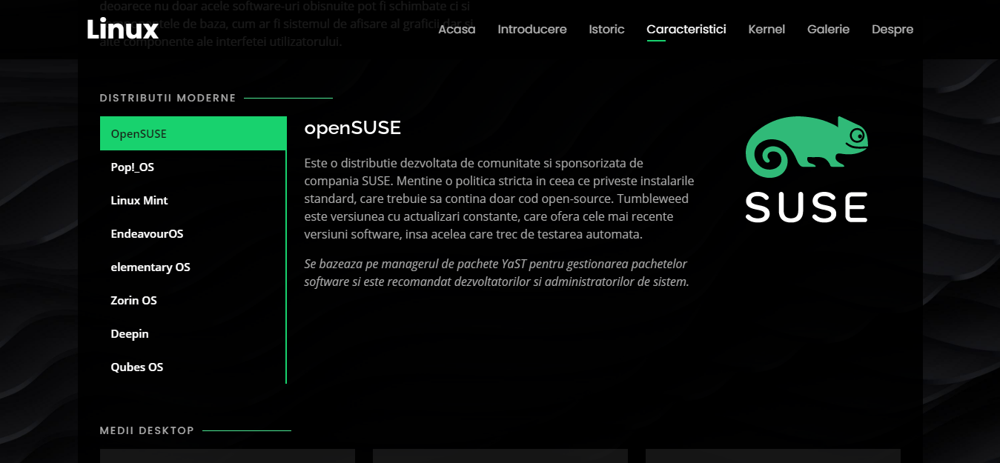 deoarece nu doar acele software-uri obisnuite pot fi schimbate ci si
tele de baza, cum ar fi sistemul de afisare al graficii dar si
alte componente ale interfetei utilizatorului.
Linux
Acasa
Introducere
Istoric
Caracteristici
Kernel
Galerie
Despre
DISTRIBUTII MODERNE
OpenSUSE
Pop!_OS
Linux Mint
EndeavourOS
elementary OS
Zorin OS
Deepin
Qubes OS
openSUSE
Este o distributie dezvoltata de comunitate si sponsorizata de
compania SUSE. Mentine o politica stricta in ceea ce priveste instalarile
standard, care trebuie sa contina doar cod open-source. Tumbleweed
este versiunea cu actualizari constante, care ofera cele mai recente
versiuni software, insa acelea care trec de testarea automata.
Se bazeaza pe managerul de pachete YaST pentru gestionarea pachetelor
software si este recomandat dezvoltatorilor si administratorilor de sistem.
SUSE
MEDII DESKTOP